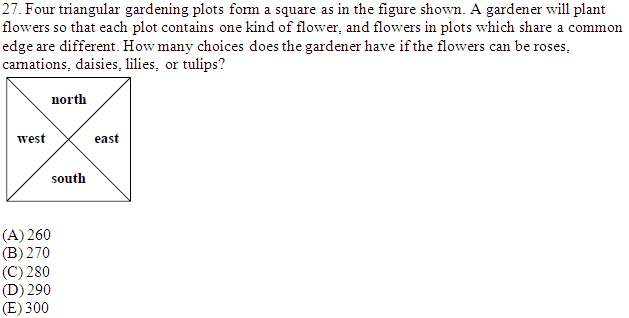 27. Four triangular gardening plots form a square as in the figure shown. A gardener will plant
flowers so that each plot contains one kind of flower, and flowers in plots which share a common
edge are different. How many choices does the gardener have if the flowers can be roses,
carnations, daisies, lilies, or tulips?
north
west east
south
(A) 260
(B) 270
(C) 280
(D) 290
(E) 300